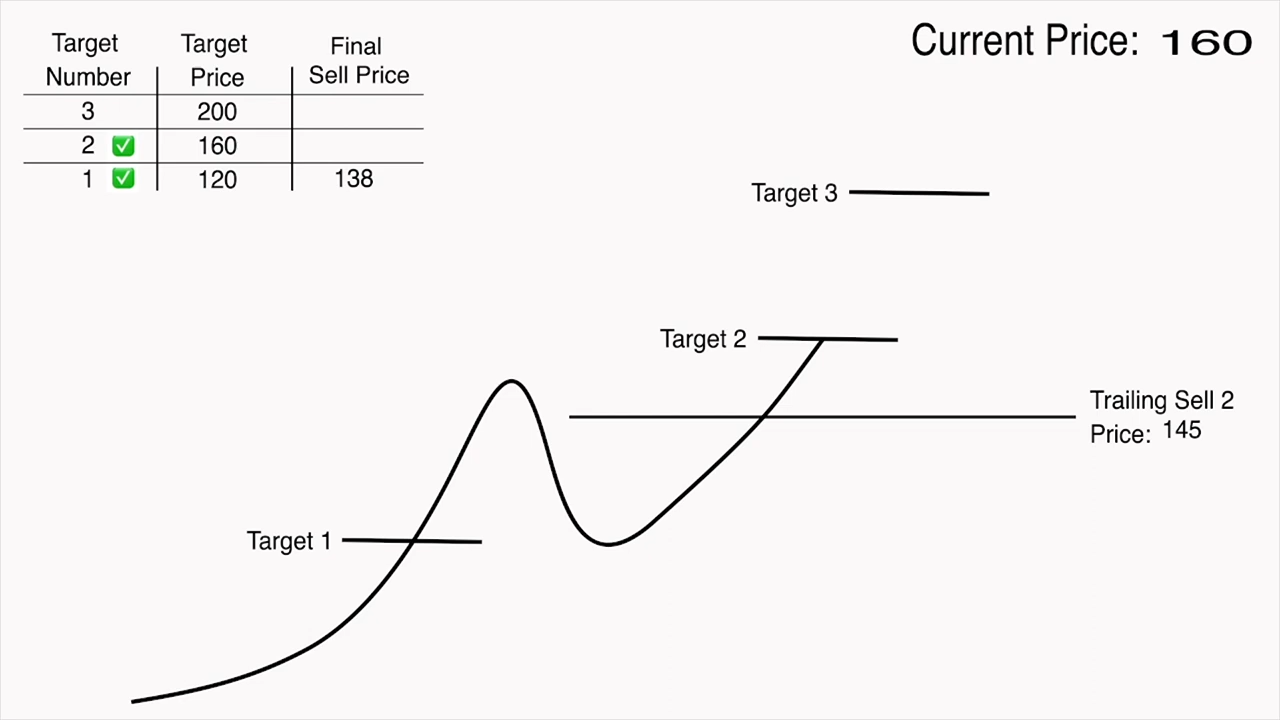 Target Number
Target Price
Final Sell Price
3 200
2 ✅ 160
1 ✅ 120 138
Current Price: 160
Target 3
Target 2
Trailing Sell 2
Price: 145
Target 1